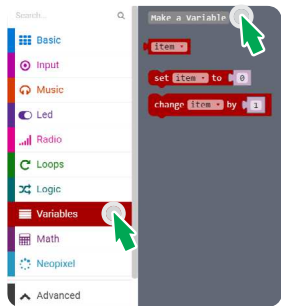 Search...
Basic
Input
Music
Led
Radio
Loops
Logic
Variables
Math
Neopixel
Advanced
Make a Variable
item
set item to 0
change item by 1